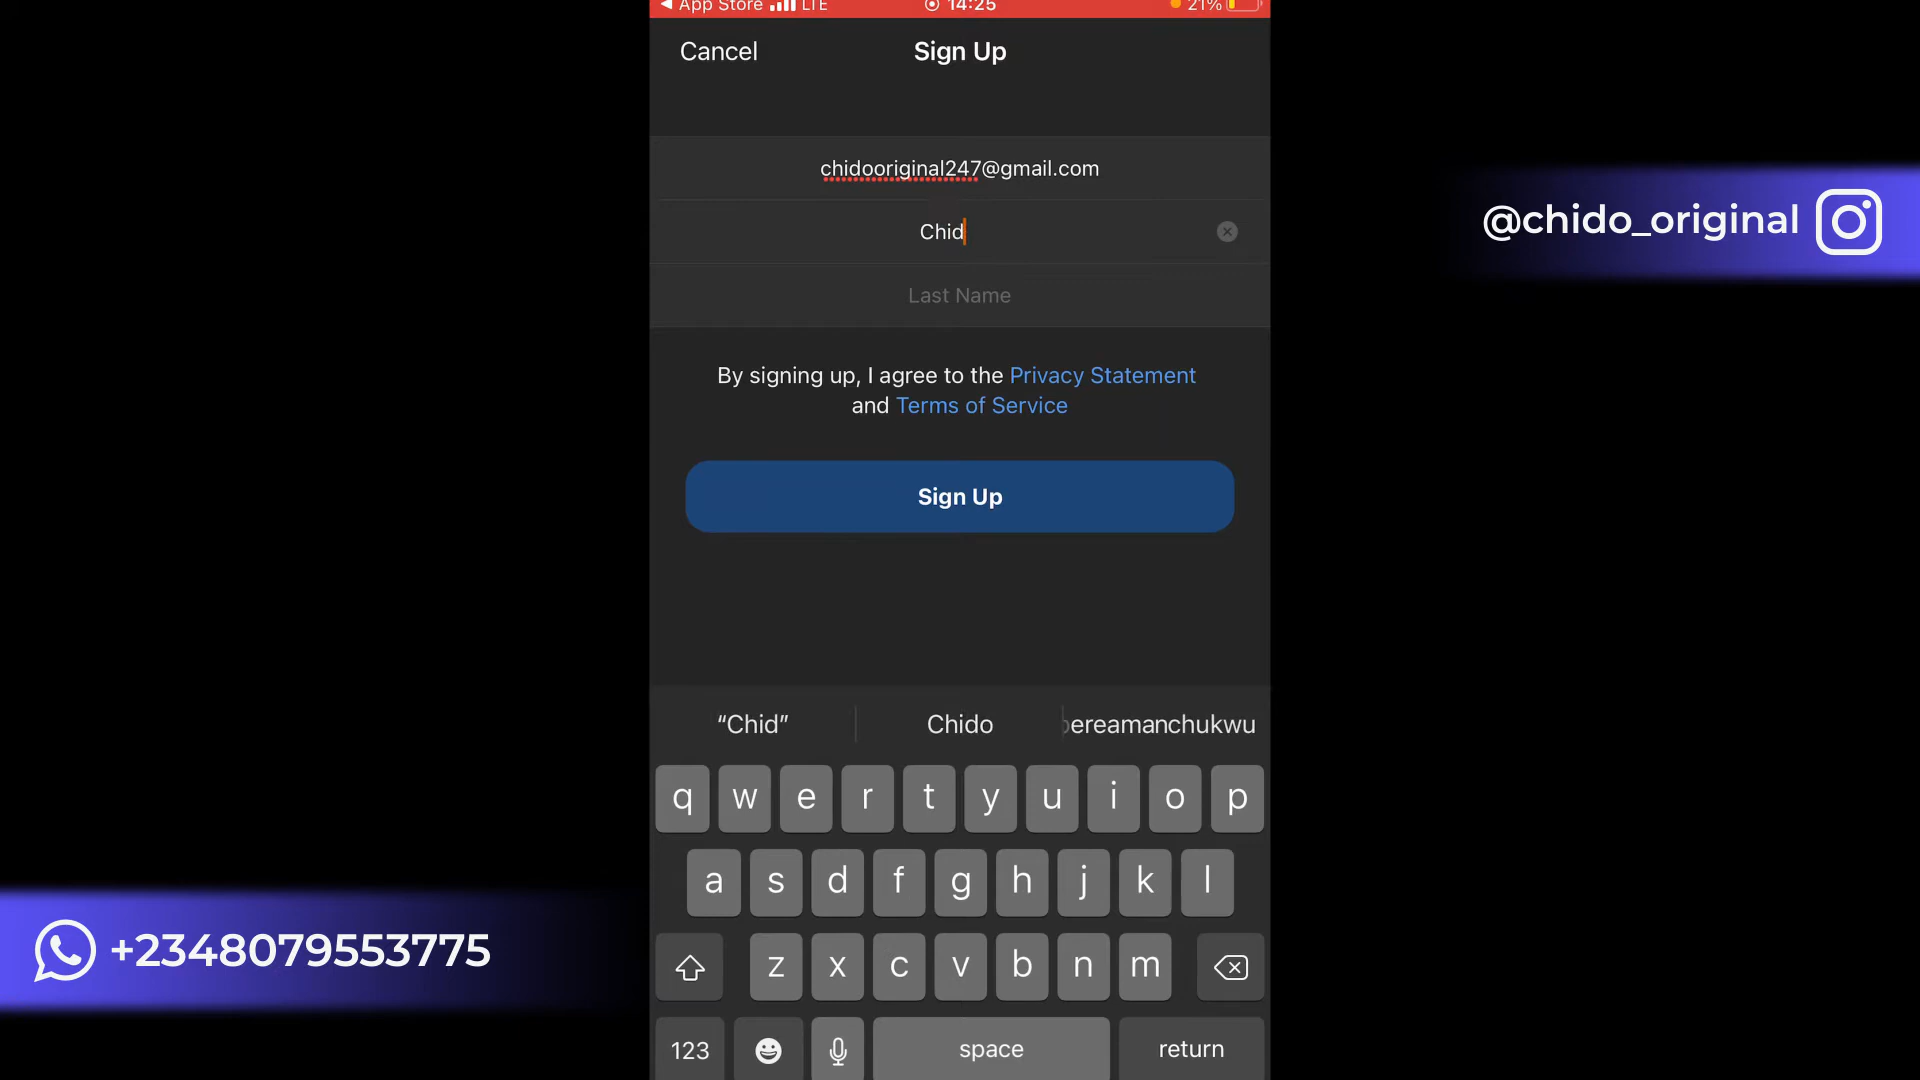 App Store LTE 14:25 21%
Cancel Sign Up
chidooriginal247@gmail.com
Chid
Last Name
By signing up, I agree to the Privacy Statement
and Terms of Service
Sign Up
@chido_original
+2348079553775
“Chid” Chido bereamanchukwu
q w e r t y u i o p
a s d f g h j k l
z x c v b n m
123 space return